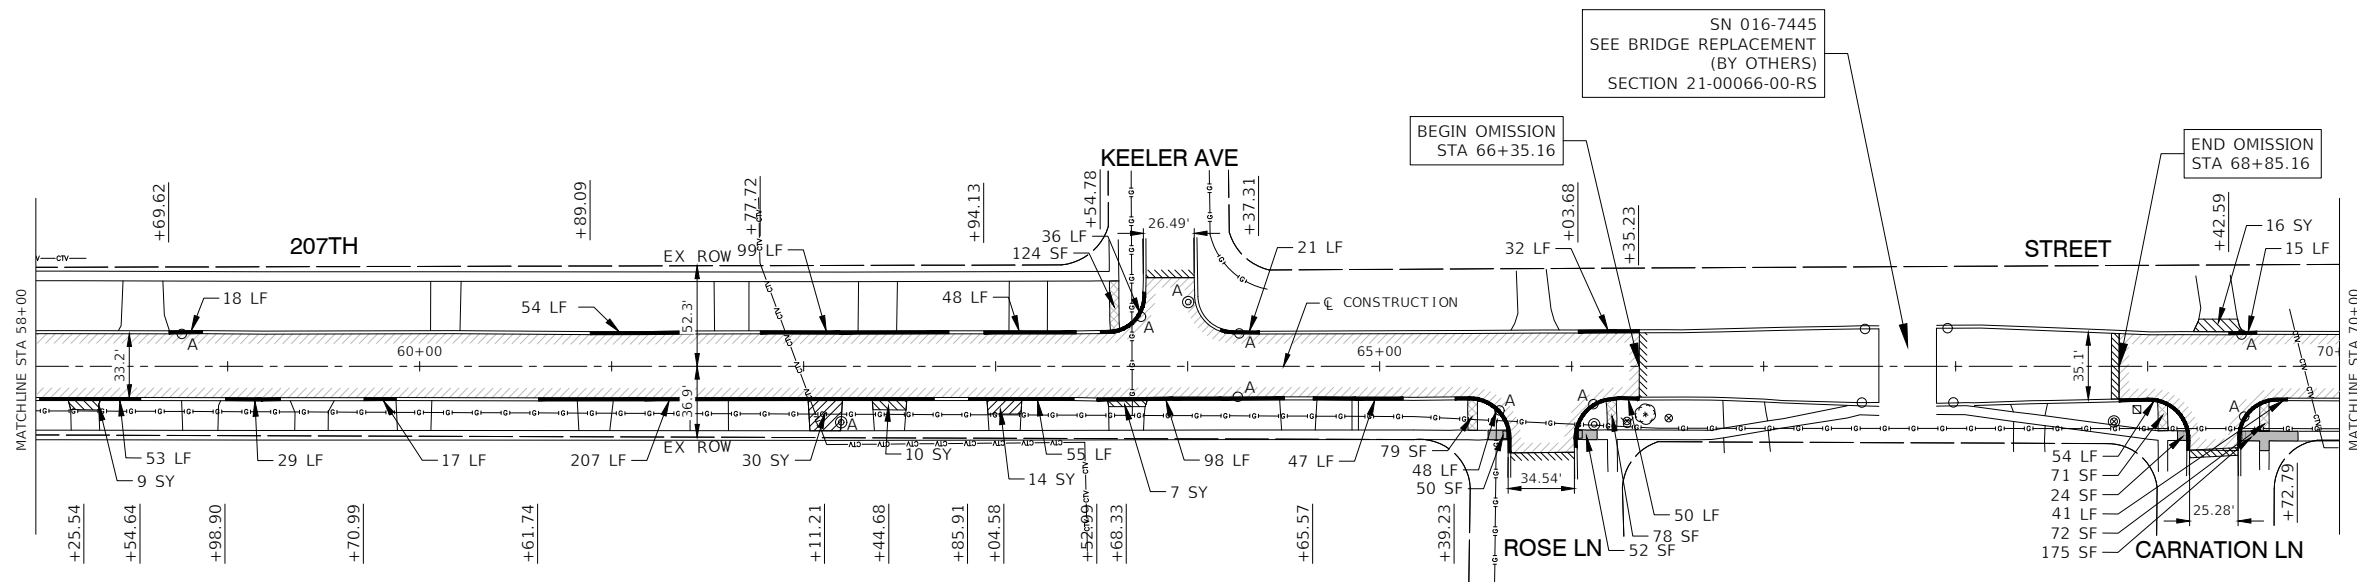 SN 016-7445
SEE BRIDGE REPLACEMENT
(BY OTHERS)
SECTION 21-00066-00-RS
BEGIN OMISSION
STA 66+35.16
END OMISSION
STA 68+85.16
KEELER AVE
207TH
STREET
+69.62
+89.09
+77.72
+94.13
+54.78
+37.31
+03.68
+35.23
+42.59
CTV
CTV
EX ROW
99 LF
36 LF
124 SF
26.49'
21 LF
32 LF
16 SY
15 LF
18 LF
54 LF
48 LF
52.3'
A
A
A
A
A
℄ CONSTRUCTION
MATCHLINE STA 58+00
33.2'
60+00
65+00
35.1'
70+
MATCHLINE STA 70+00
36.9'
A
A
A
A
A
G
EX ROW
CTV
53 LF
9 SY
29 LF
17 LF
207 LF
30 SY
10 SY
55 LF
14 SY
98 LF
7 SY
47 LF
79 SF
48 LF
50 SF
34.54'
50 LF
78 SF
52 SF
54 LF
71 SF
24 SF
41 LF
72 SF
175 SF
25.28'
+25.54
+54.64
+98.90
+70.99
+61.74
+11.21
+44.68
+85.91
+04.58
+52.99
+68.33
+65.57
+39.23
+72.79
ROSE LN
CARNATION LN